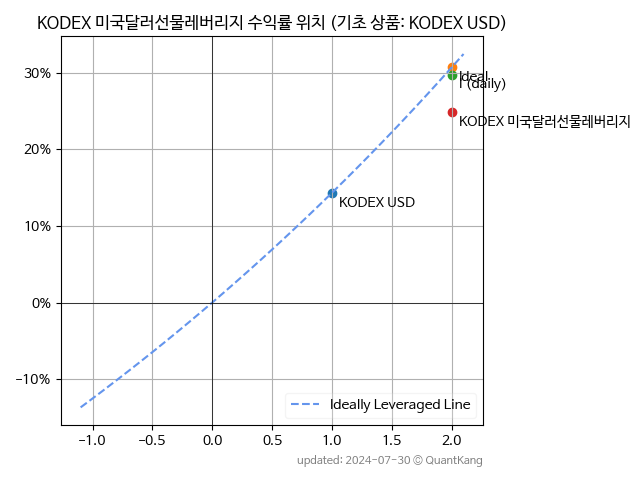 KODEX 미국달러선물레버리지 수익률 위치 (기초 상품: KODEX USD)
30%
20%
10%
0%
−10%
Ideal
l (daily)
KODEX 미국달러선물레버리지
KODEX USD
Ideally Leveraged Line
−1.0
−0.5
0.0
0.5
1.0
1.5
2.0
updated: 2024-07-30 © QuantKang